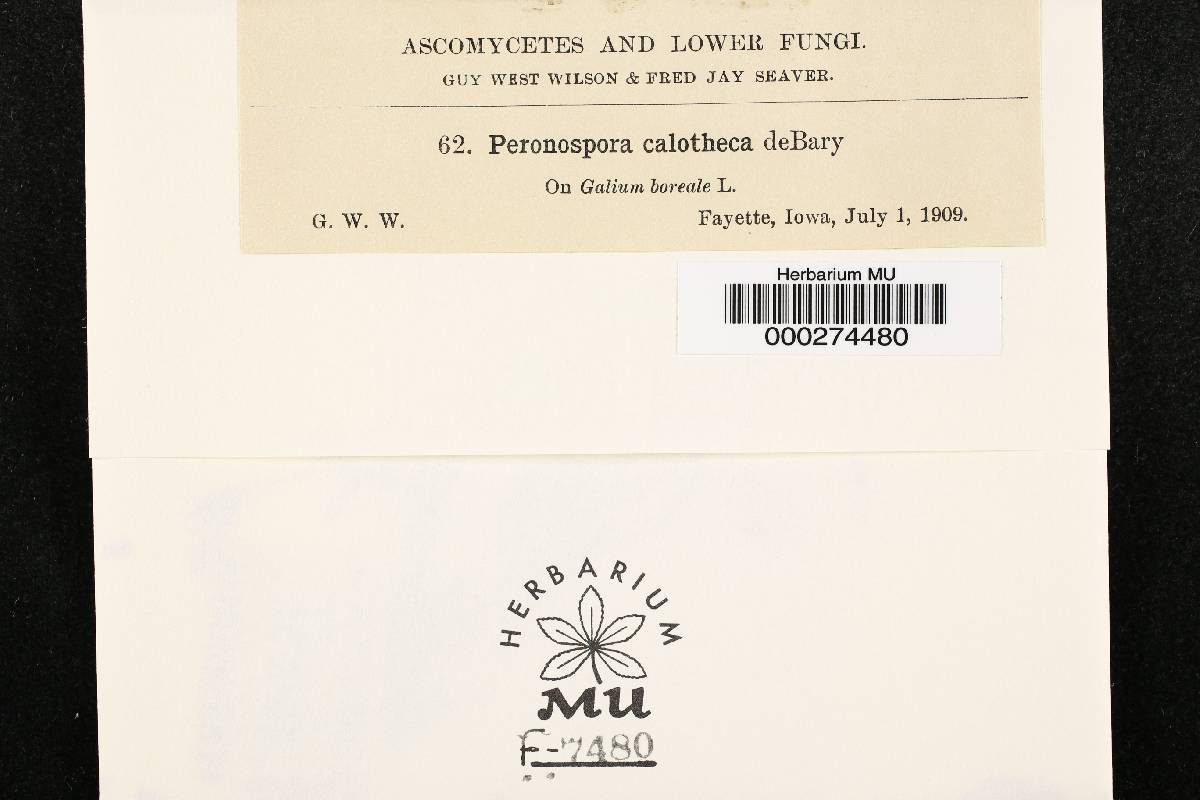 ASCOMYCETES AND LOWER FUNGI.
GUY WEST WILSON & FRED JAY SEAVER.
62. Peronospora calotheca deBary
On Galium boreale L.
G. W. W. Fayette, Iowa, July 1, 1909.
Herbarium MU
000274480
HERBARIUM
MU
F-7480